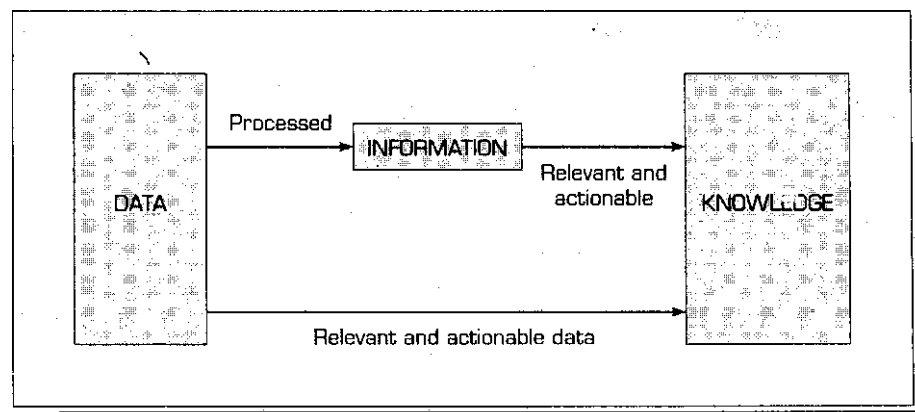 Processed
INFORMATION
Relevant and
actionable
DATA
KNOWLEDGE
Relevant and actionable data